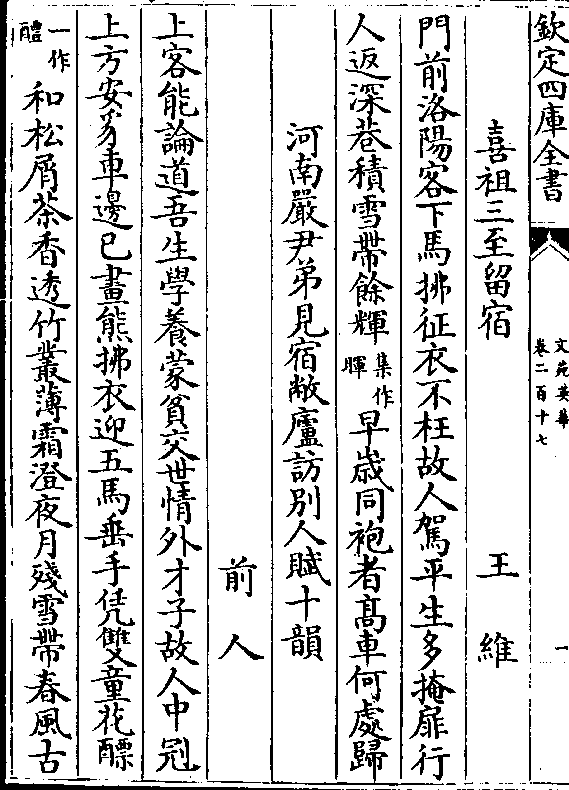 欽定四庫全書
文苑英華
卷二百十七
一
喜祖三至留宿 王維
門前洛陽客下馬拂征衣不枉故人駕平生多掩扉行
人返深巷積雪帶餘輝集作暉早歲同袍者髙車何處歸
河南嚴尹弟見宿敝廬訪别人賦十韻
前人
上客能論道吾生學養蒙貧交世情外才子故人中冠
上方安豸車邊已畫熊拂衣迎五馬垂手凭雙童花醥
一作醴和松屑茶香透竹叢薄霜澄夜月殘雪帶春風古